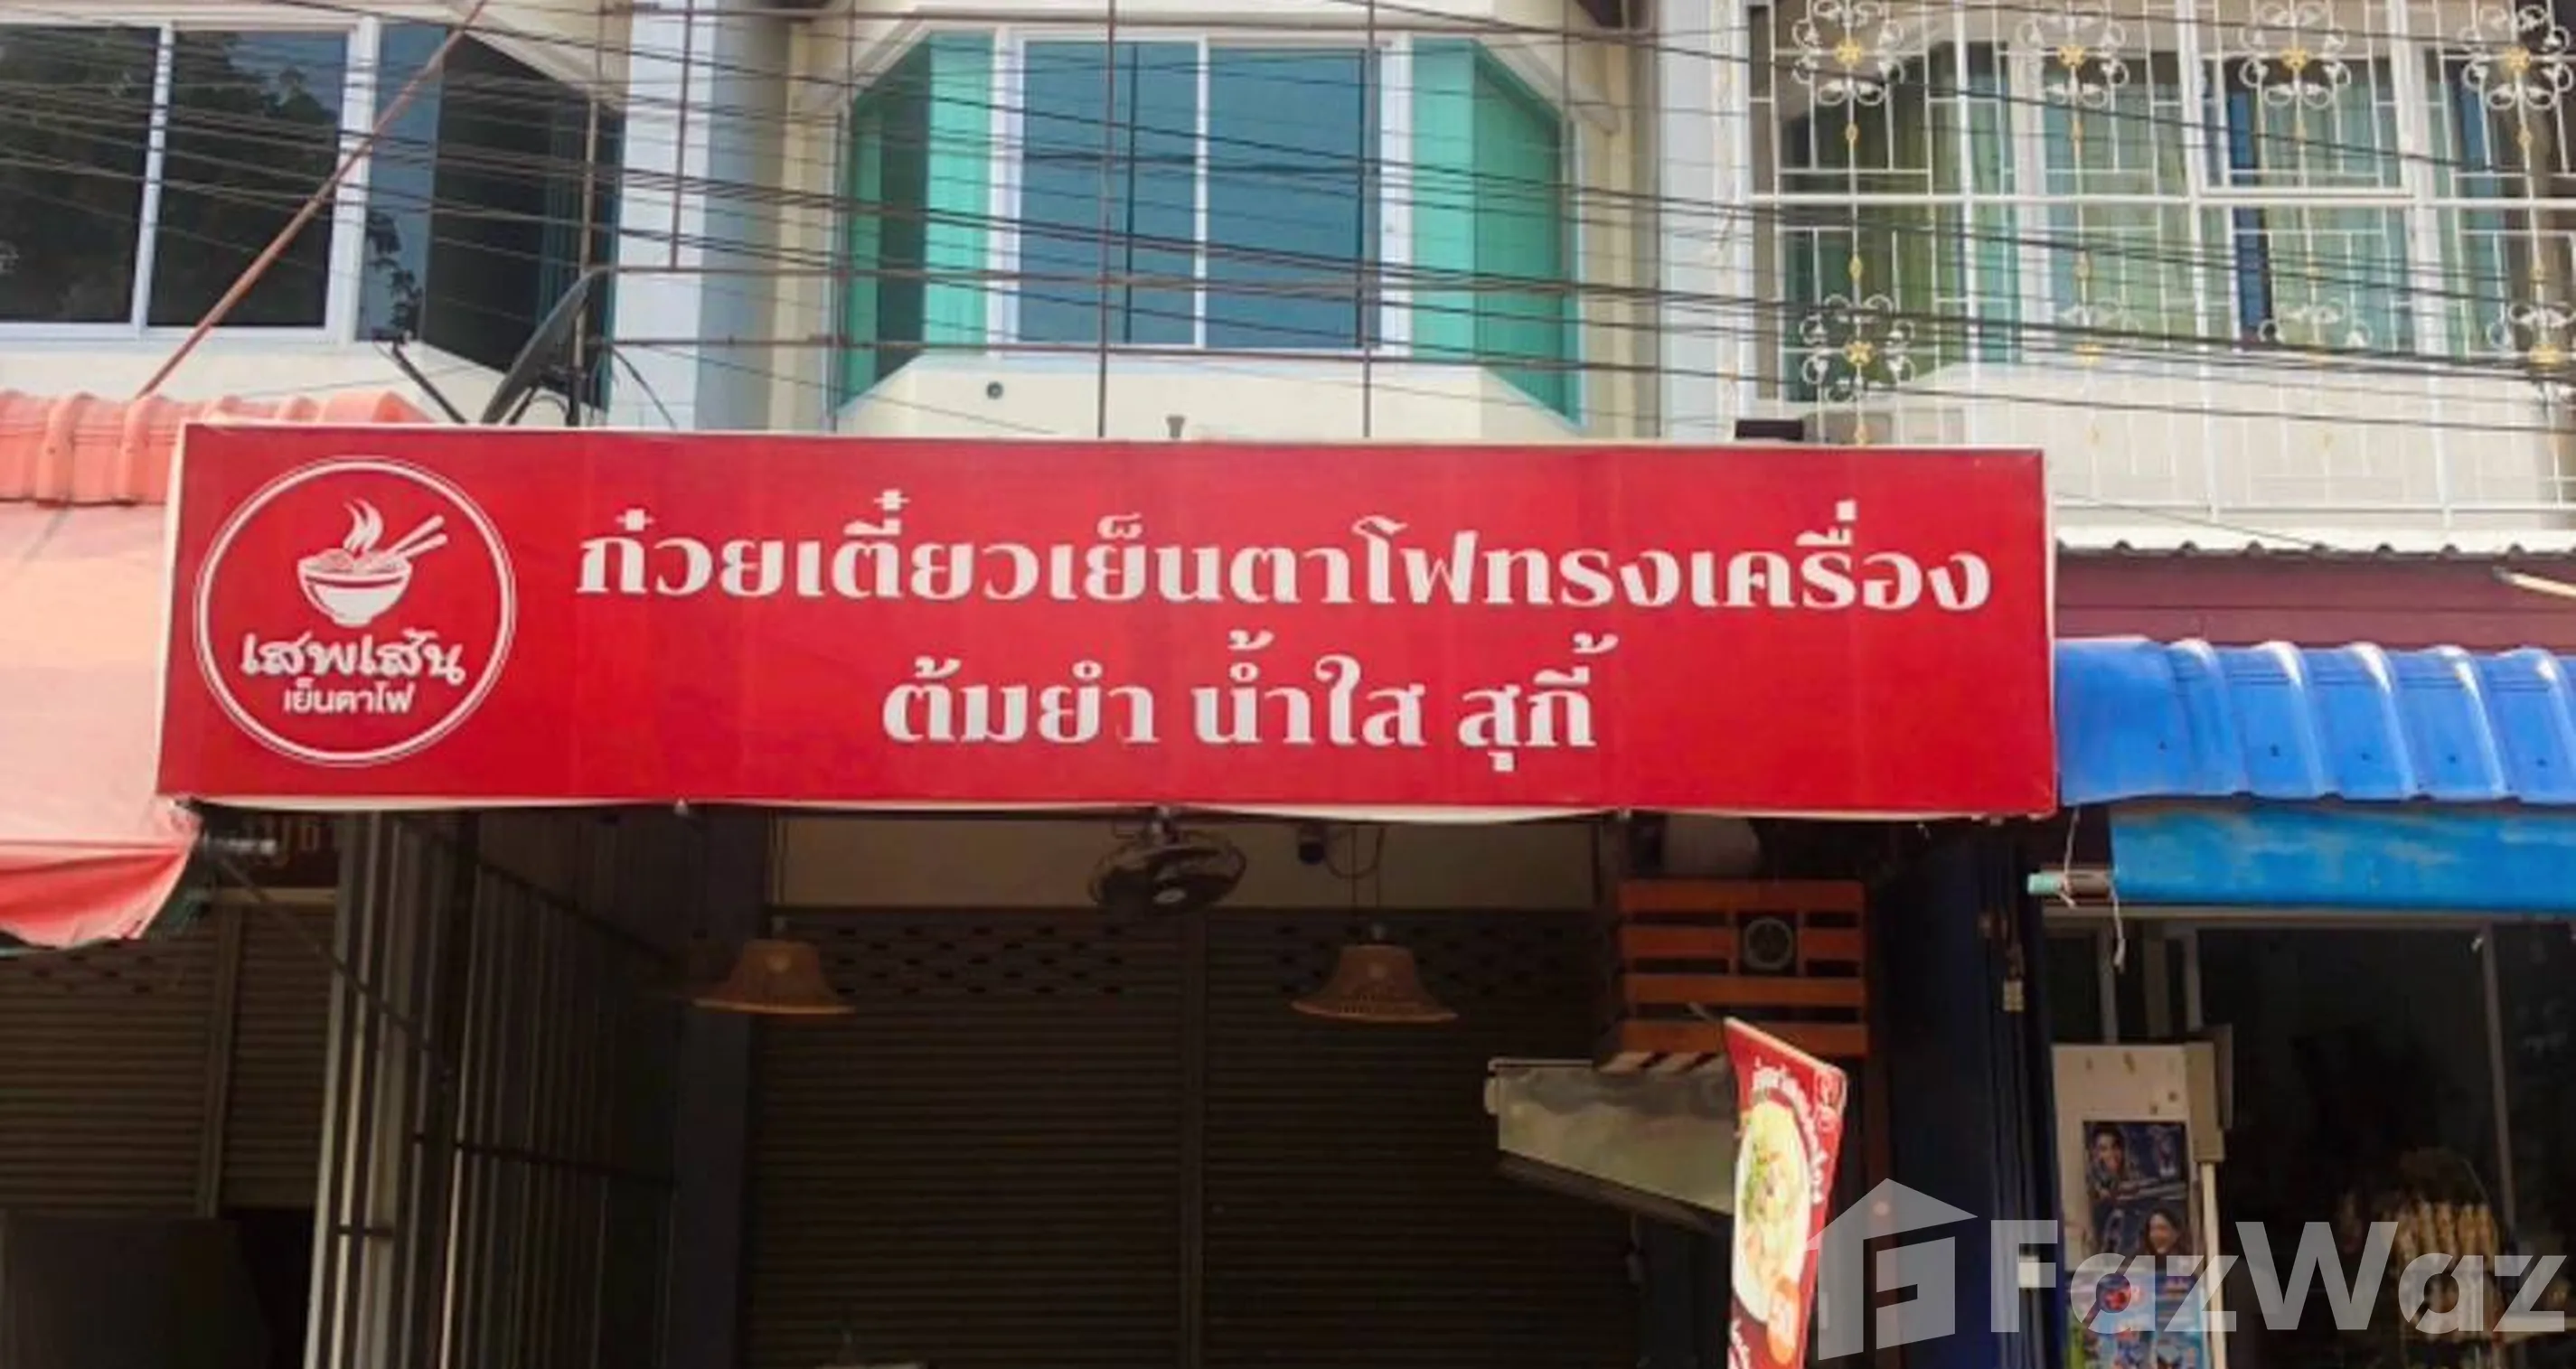 ก๋วยเตี๋ยวเย็นตาโฟทรงเครื่อง
ต้มยำ น้ำใส สุกี้
เสพเส้น
เย็นตาโฟ
FazWaz